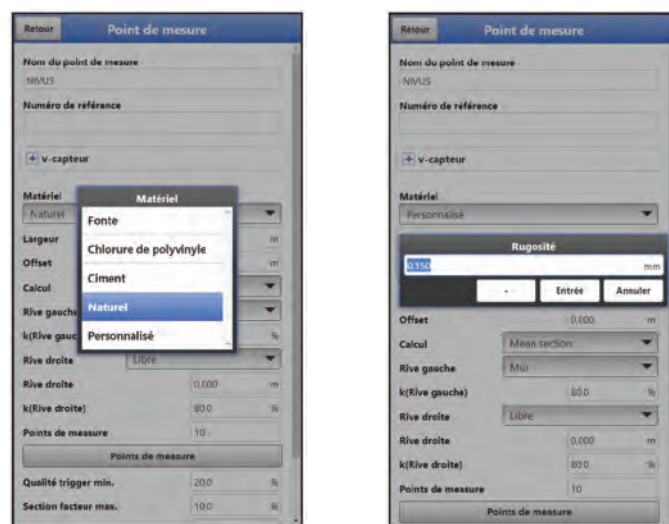 Retour Point de mesure
Nom du point de mesure
NIVUS
Numéro de référence
+ v-capteur
Matériel
Naturel
Matériel
Fonte
Chlorure de polyvinyle
Ciment
Naturel
Personnalisé
Largeur m
Offset m
Calcul
Rive gauche
k(Rive gauc %
Rive droite Libre
Rive droite 0,000 m
k(Rive droite) 80.0 %
Points de mesure 10
Points de mesure
Qualité trigger min. 20.0 %
Section facteur max. 10.0 %
Retour Point de mesure
Nom du point de mesure
NIVUS
Numéro de référence
+ v-capteur
Matériel
Personnalisé
Rugosité
0.150 mm
- Entrée Annuler
Offset 0,000 m
Calcul Mean section
Rive gauche Mur
k(Rive gauche) 80.0 %
Rive droite Libre
Rive droite 0,000 m
k(Rive droite) 80.0 %
Points de mesure 10
Points de mesure